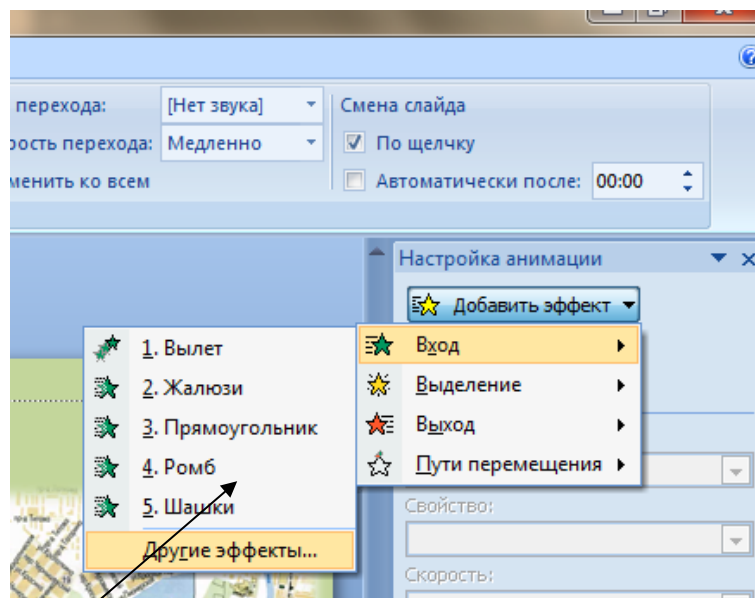 перехода: [Нет звука] Смена слайда
рость перехода: Медленно По щелчку
менить ко всем Автоматически после: 00:00
Настройка анимации
Добавить эффект
1. Вылет
2. Жалюзи
3. Прямоугольник
4. Ромб
5. Шашки
Другие эффекты...
Вход
Выделение
Выход
Пути перемещения
Свойство:
Скорость: